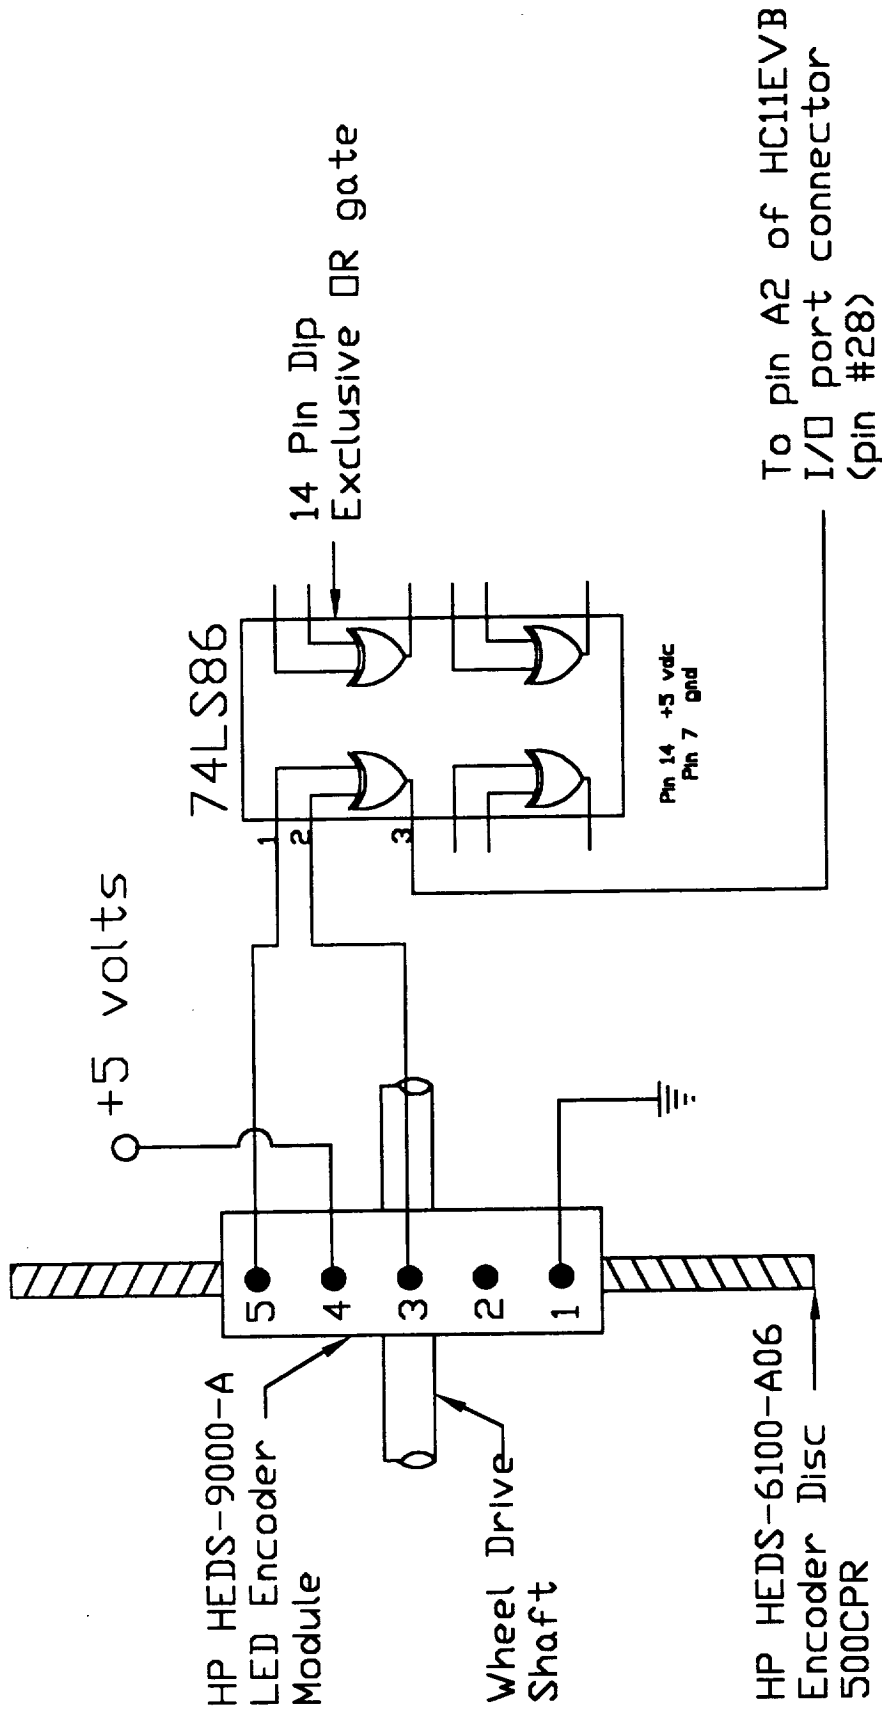 +5 volts
74LS86
14 Pin Dip
Exclusive OR gate
1
2
3
Pin 14 +5 vdc
Pin 7 gnd
To pin A2 of HC11EVB
I/O port connector
(pin #28)
5
4
3
2
1
HP HEDS-9000-A
LED Encoder
Module
Wheel Drive
Shaft
HP HEDS-6100-A06
Encoder Disc
500CPR